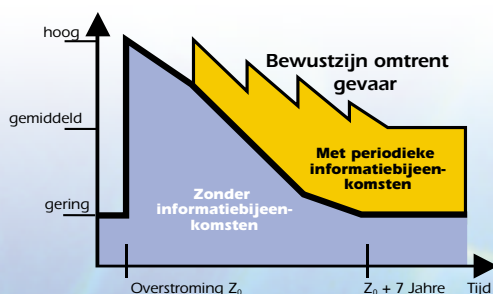 hoog
Bewustzijn omtrent
gevaar
gemiddeld
Met periodieke
informatiebijeen-
komsten
Zonder
informatiebijeen-
komsten
gering
Overstroming Z₀
Z₀ + 7 Jahre
Tijd